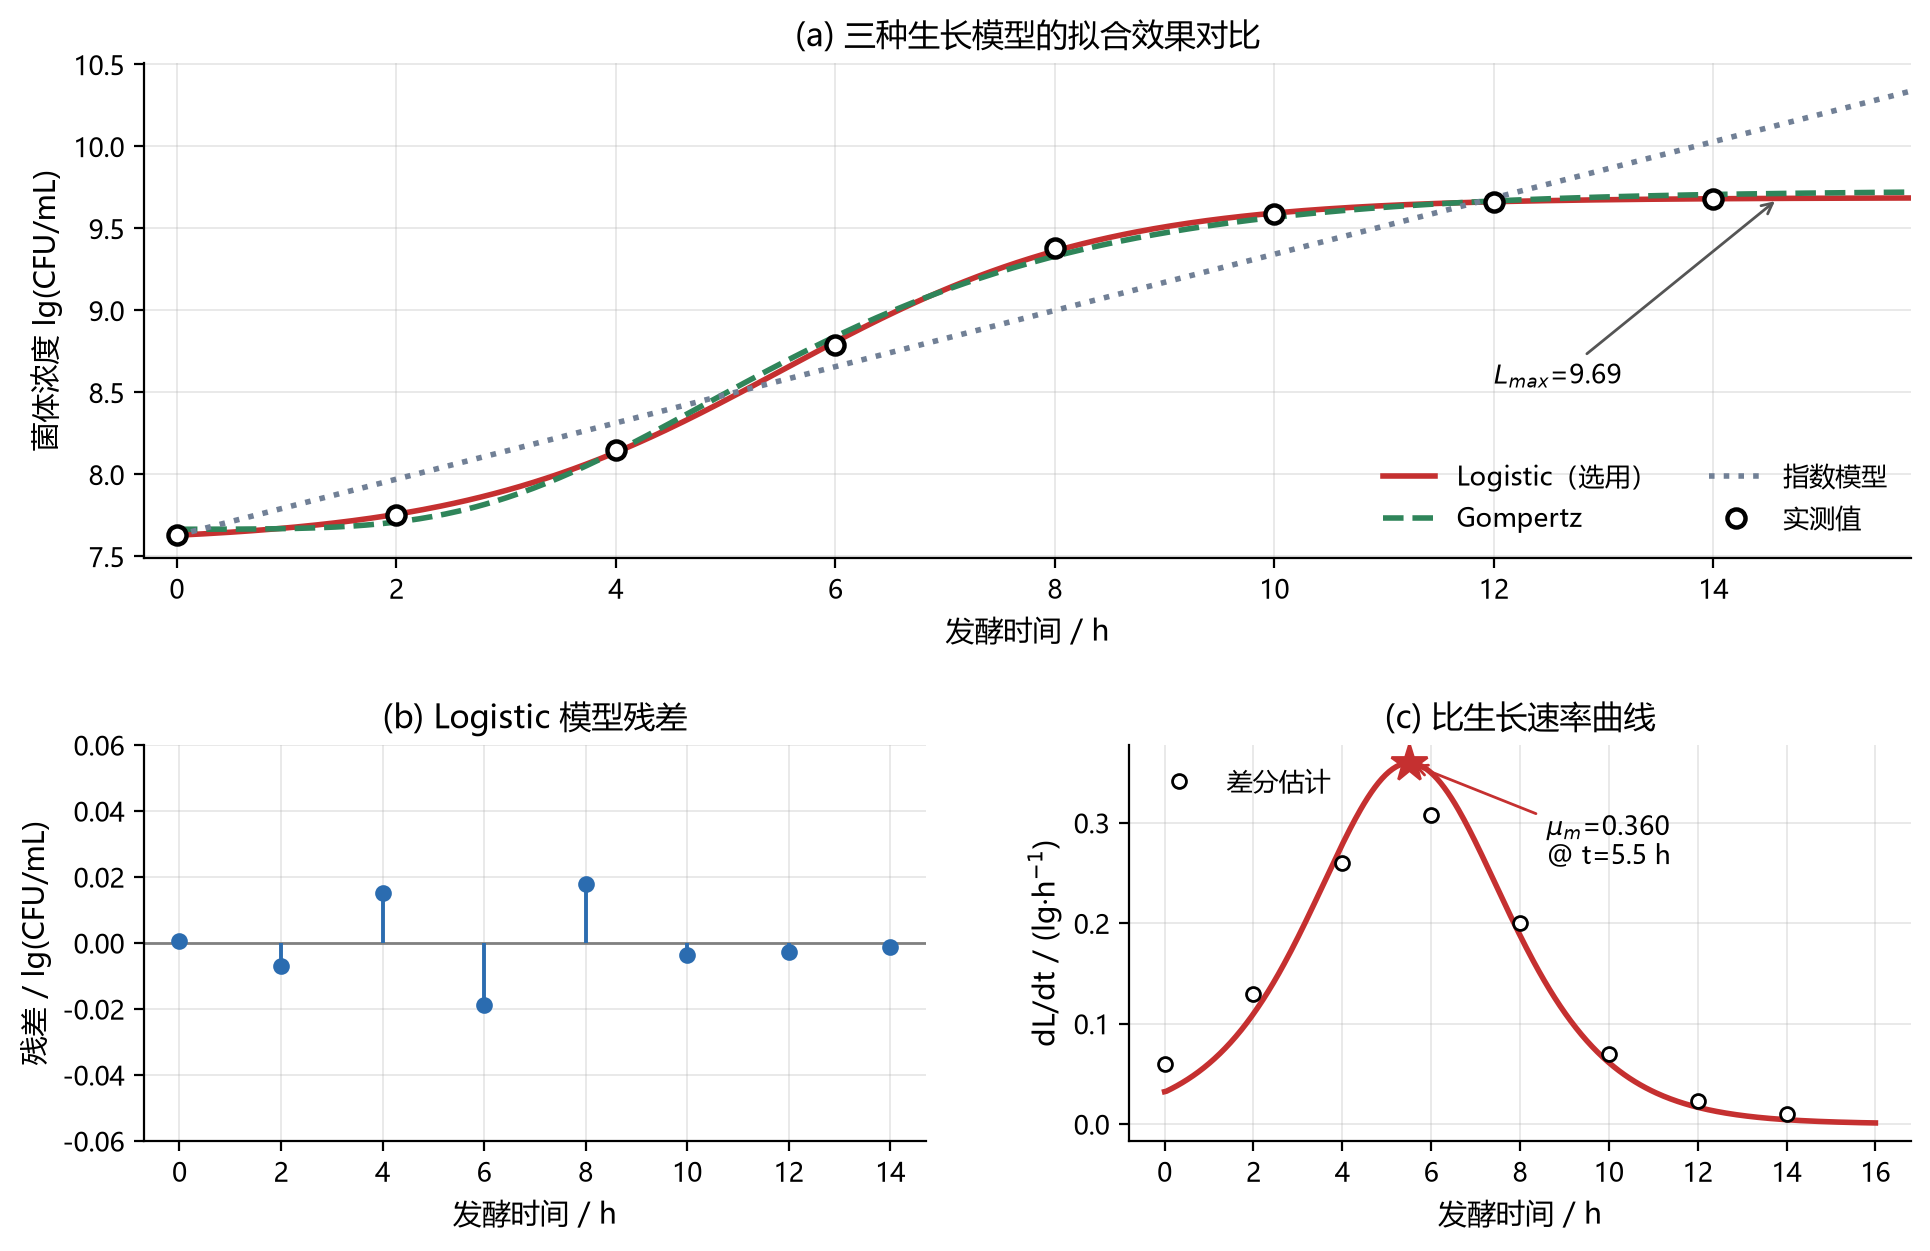 (a) 三种生长模型的拟合效果对比
10.5
10.0
9.5
9.0
8.5
8.0
7.5
菌体浓度 lg(CFU/mL)
L_max=9.69
Logistic（选用）
Gompertz
指数模型
实测值
0 2 4 6 8 10 12 14
发酵时间 / h
(b) Logistic 模型残差
0.06
0.04
0.02
0.00
-0.02
-0.04
-0.06
残差 / lg(CFU/mL)
0 2 4 6 8 10 12 14
发酵时间 / h
(c) 比生长速率曲线
差分估计
μ_m=0.360
@ t=5.5 h
0.3
0.2
0.1
0.0
dL/dt / (lg·h⁻¹)
0 2 4 6 8 10 12 14 16
发酵时间 / h